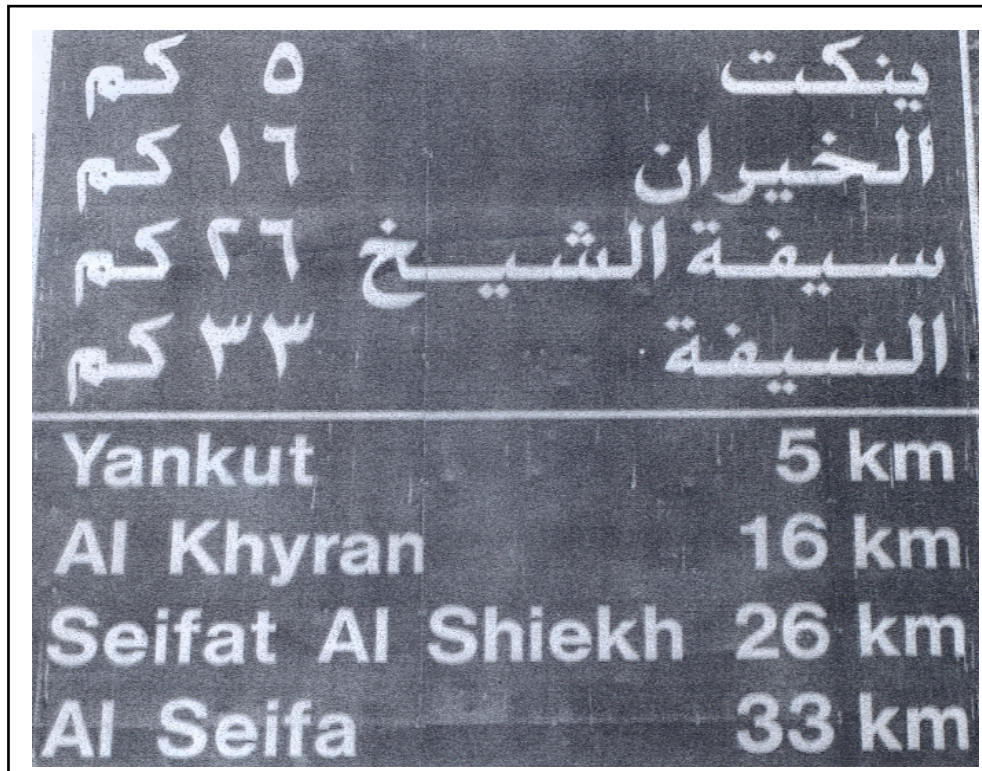 ينكت ٥ كم
الخيران ١٦ كم
سيفة الشيخ ٢٦ كم
السيفة ٣٣ كم
Yankut 5 km
Al Khyran 16 km
Seifat Al Shiekh 26 km
Al Seifa 33 km